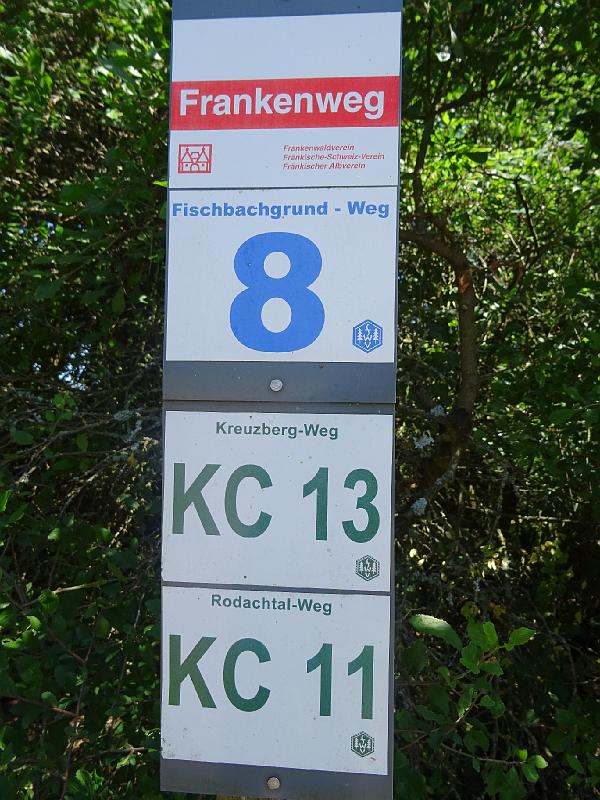 Frankenweg
Frankenwaldverein
Fränkische-Schweiz-Verein
Fränkischer Albverein
Fischbachgrund - Weg
8
Kreuzberg-Weg
KC 13
Rodachtal-Weg
KC 11